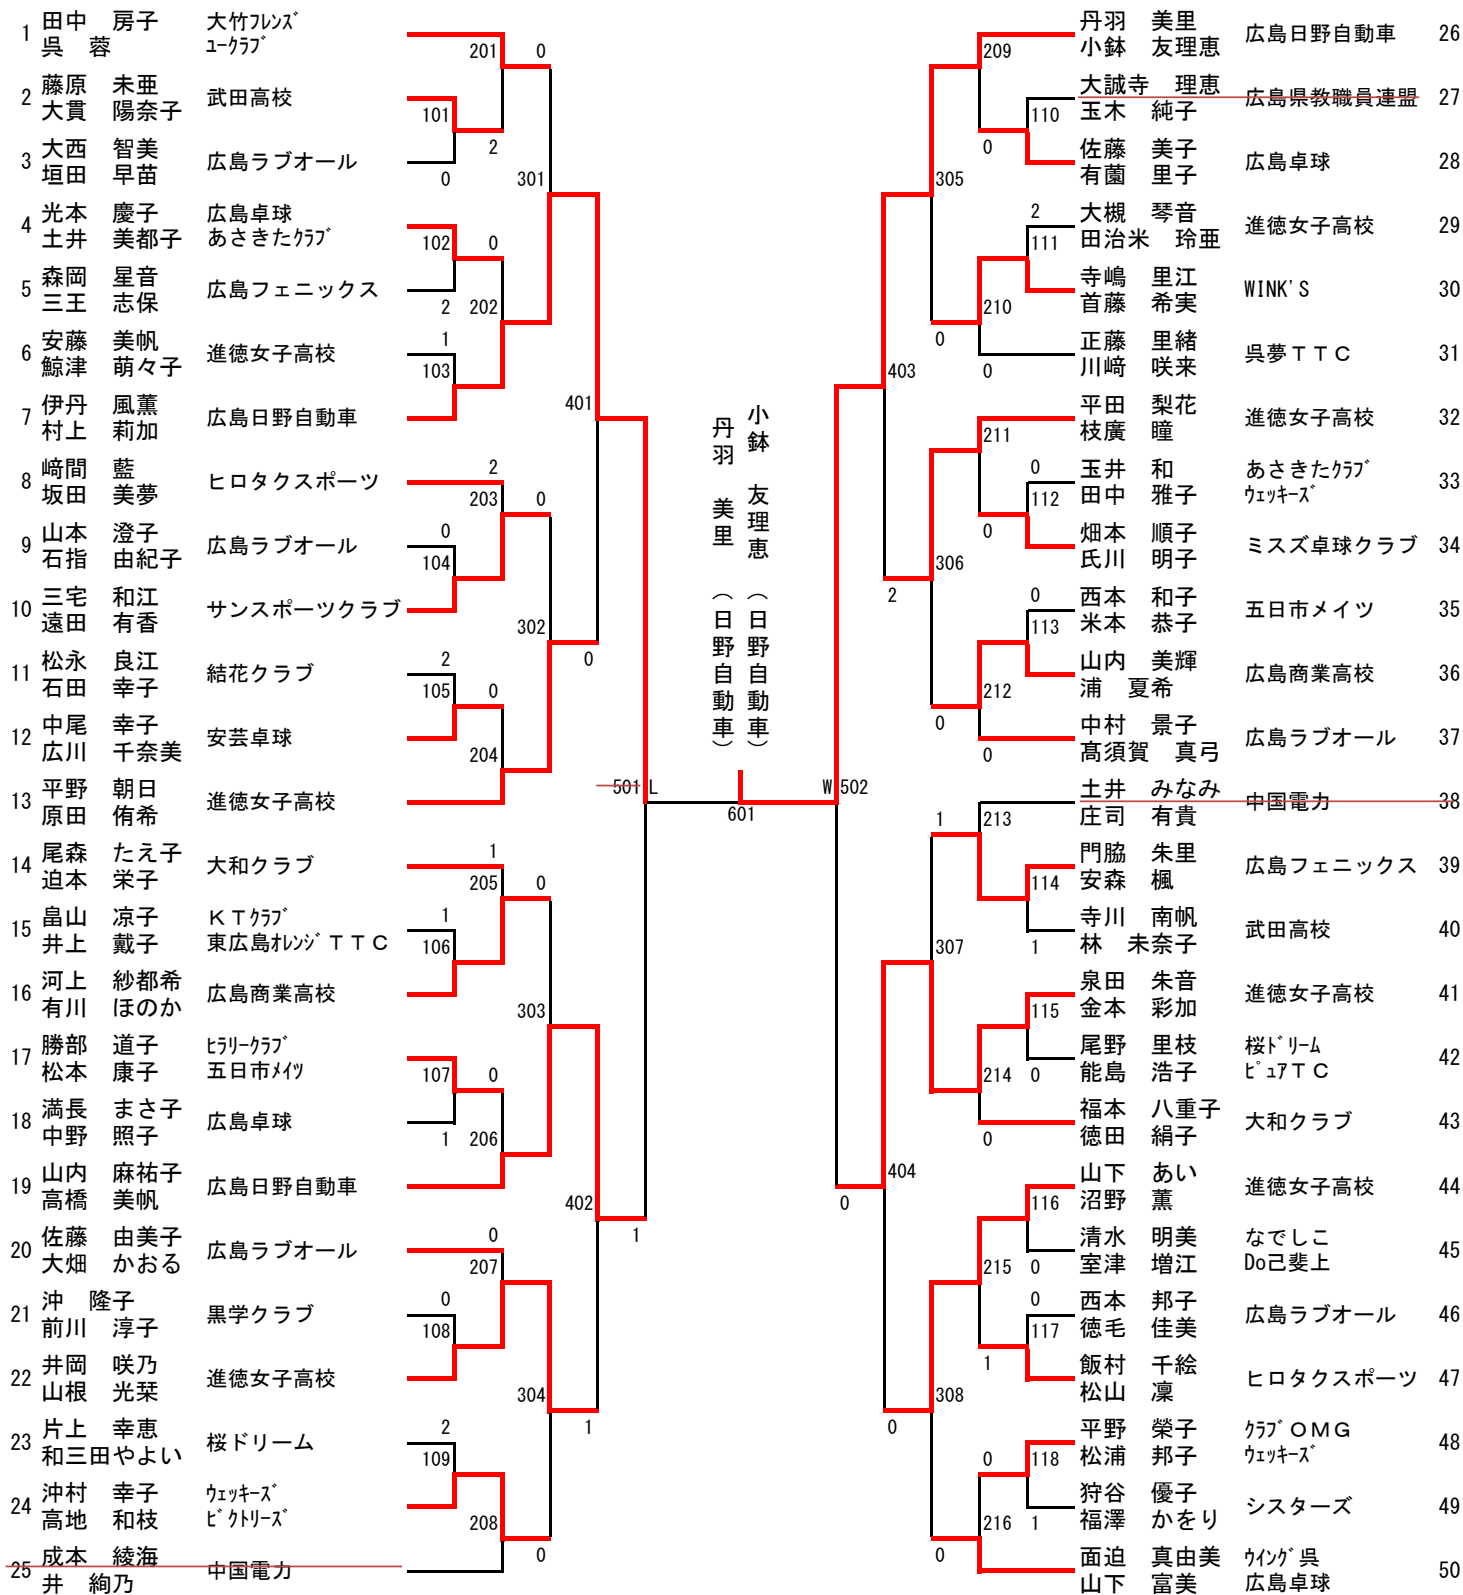 1 田中 房子 大竹フレンズ
呉 蓉 ユークラブ
201 0
2 藤原 未亜 武田高校
大貫 陽奈子
101
2
3 大西 智美 広島ラブオール
垣田 早苗
0
301
4 光本 慶子 広島卓球
土井 美都子 あさきたクラブ
102 0
5 森岡 星音 広島フェニックス
三王 志保
2 202
6 安藤 美帆 進徳女子高校
鯨津 萌々子
1
103
7 伊丹 風薫 広島日野自動車
村上 莉加
401
8 﨑間 藍 ヒロタクスポーツ
坂田 美夢
2
203 0
9 山本 澄子 広島ラブオール
石指 由紀子
0
104
10 三宅 和江 サンスポーツクラブ
遠田 有香
302
0
11 松永 良江 結花クラブ
石田 幸子
2
105 0
12 中尾 幸子 安芸卓球
広川 千奈美
204
13 平野 朝日 進徳女子高校
原田 侑希
501 L
14 尾森 たえ子 大和クラブ
迫本 栄子
1
205 0
15 畠山 凉子 ＫＴクラブ
井上 戴子 東広島オレンジＴＴＣ
1
106
16 河上 紗都希 広島商業高校
有川 ほのか
303
17 勝部 道子 ヒラリークラブ
松本 康子 五日市メイツ
107 0
18 満長 まさ子 広島卓球
中野 照子
1 206
19 山内 麻祐子 広島日野自動車
高橋 美帆
402
1
20 佐藤 由美子 広島ラブオール
大畑 かおる
0
207
21 沖 隆子 黒学クラブ
前川 淳子
0
108
22 井岡 咲乃 進徳女子高校
山根 光栞
304
1
23 片上 幸恵 桜ドリーム
和三田やよい
2
109
24 沖村 幸子 ウェッキーズ
高地 和枝 ビクトリーズ
208
0
25 成本 綾海 中国電力
井 絢乃
小鉢 友理恵 （日野自動車）
丹羽 美里 （日野自動車）
601
W 502
丹羽 美里 広島日野自動車 26
小鉢 友理恵
209
大誠寺 理恵 広島県教職員連盟 27
玉木 純子
110
0
佐藤 美子 広島卓球 28
有薗 里子
305
大槻 琴音 進徳女子高校 29
田治米 玲亜
2
111
寺嶋 里江 WINK'S 30
首藤 希実
210
0
正藤 里緒 呉夢ＴＴＣ 31
川﨑 咲来
0
403
平田 梨花 進徳女子高校 32
枝廣 瞳
211
玉井 和 あさきたクラブ 33
田中 雅子 ウェッキーズ
0
112
0
畑本 順子 ミスズ卓球クラブ 34
氏川 明子
306
2
西本 和子 五日市メイツ 35
米本 恭子
0
113
山内 美輝 広島商業高校 36
浦 夏希
212
0
中村 景子 広島ラブオール 37
髙須賀 真弓
0
土井 みなみ 中国電力 38
庄司 有貴
1 213
門脇 朱里 広島フェニックス 39
安森 楓
114
寺川 南帆 武田高校 40
林 未奈子
1
307
泉田 朱音 進徳女子高校 41
金本 彩加
115
尾野 里枝 桜ドリーム 42
能島 浩子 ピュアＴＣ
214 0
福本 八重子 大和クラブ 43
徳田 絹子
0
404
0
山下 あい 進徳女子高校 44
沼野 薫
116
清水 明美 なでしこ 45
室津 増江 Do己斐上
215 0
西本 邦子 広島ラブオール 46
徳毛 佳美
0
117
1
飯村 千絵 ヒロタクスポーツ 47
松山 凜
308
0
平野 榮子 クラブＯＭＧ 48
松浦 邦子 ウェッキーズ
0 118
狩谷 優子 シスターズ 49
福澤 かをり
216 1
0
面迫 真由美 ウイング呉 50
山下 富美 広島卓球